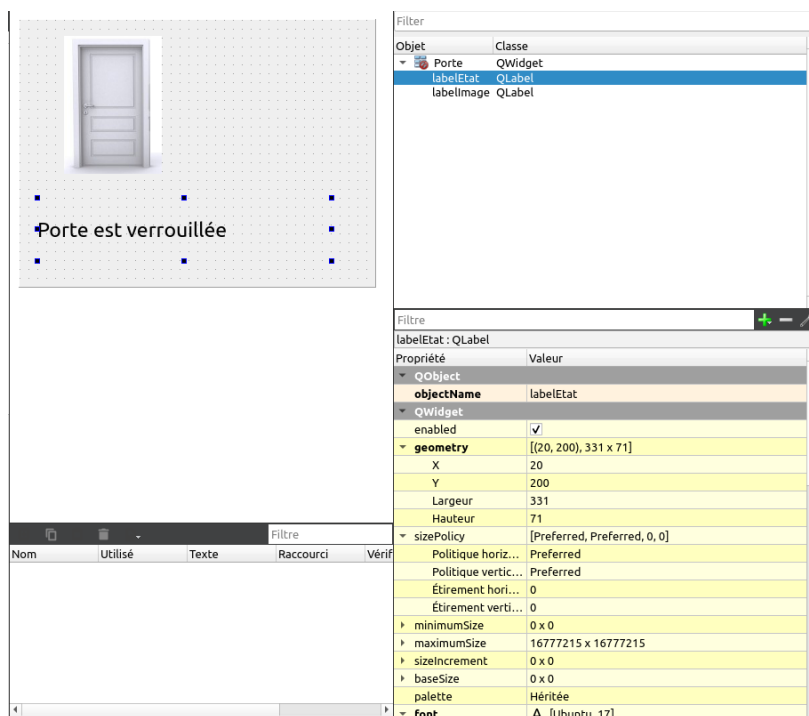 Porte est verrouillée
Filter
Objet Classe
Porte QWidget
labelEtat QLabel
labelImage QLabel
Filtre
labelEtat : QLabel
Propriété Valeur
QObject
objectName labelEtat
QWidget
enabled
geometry [(20, 200), 331 x 71]
X 20
Y 200
Largeur 331
Hauteur 71
sizePolicy [Preferred, Preferred, 0, 0]
Politique horiz... Preferred
Politique vertic... Preferred
Étirement hori... 0
Étirement verti... 0
minimumSize 0 x 0
maximumSize 16777215 x 16777215
sizeIncrement 0 x 0
baseSize 0 x 0
palette Héritée
font A [Ubuntu, 17]
Filtre
Nom Utilisé Texte Raccourci Vérif